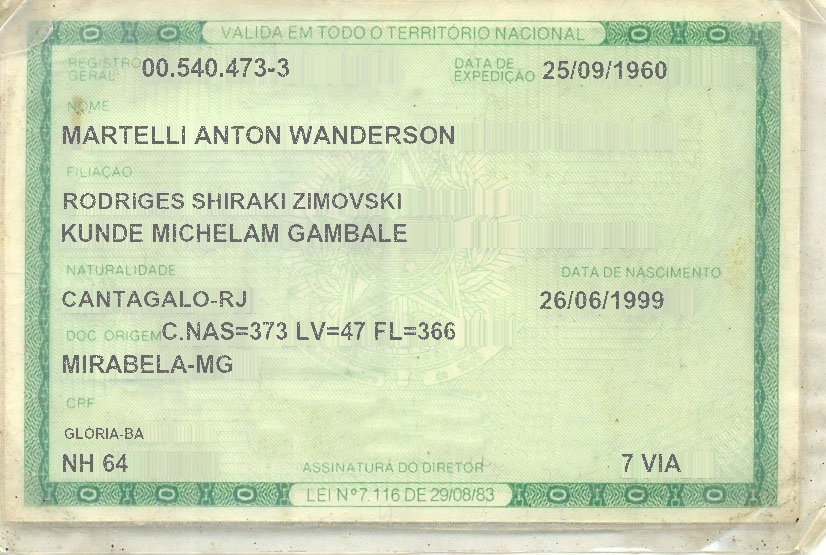 VÁLIDA EM TODO O TERRITÓRIO NACIONAL
REGISTRO GERAL 00.540.473-3 DATA DE EXPEDIÇÃO 25/09/1960
NOME
MARTELLI ANTON WANDERSON
FILIAÇÃO
RODRIGES SHIRAKI ZIMOVSKI
KUNDE MICHELAM GAMBALE
NATURALIDADE DATA DE NASCIMENTO
CANTAGALO-RJ 26/06/1999
DOC ORIGEM C.NAS=373 LV=47 FL=366
MIRABELA-MG
CPF
GLORIA-BA
NH 64 ASSINATURA DO DIRETOR 7 VIA
LEI Nº 7.116 DE 29/08/83